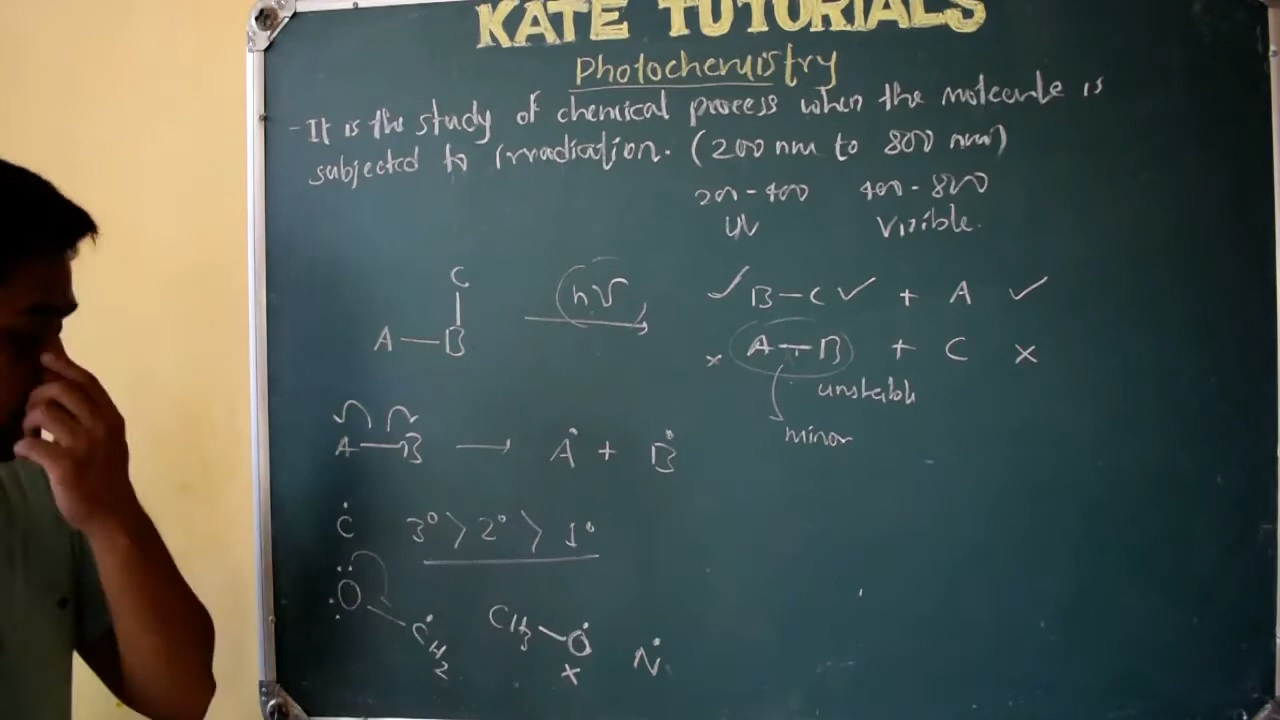 KATE TUTORIALS
Photochemistry
- It is the study of chemical process when the molecule is
subjected to irradiation. (200 nm to 800 nm)
200-400 400-800
UV Visible.
C
A—B hν ✓ B—C ✓ + A ✓
× A—B + C ×
unstable
minor
A—B → Ȧ + Ḃ
Ċ 3° > 2° > 1°
O
ĊH2 CH3—Ȯ Ṅ
×